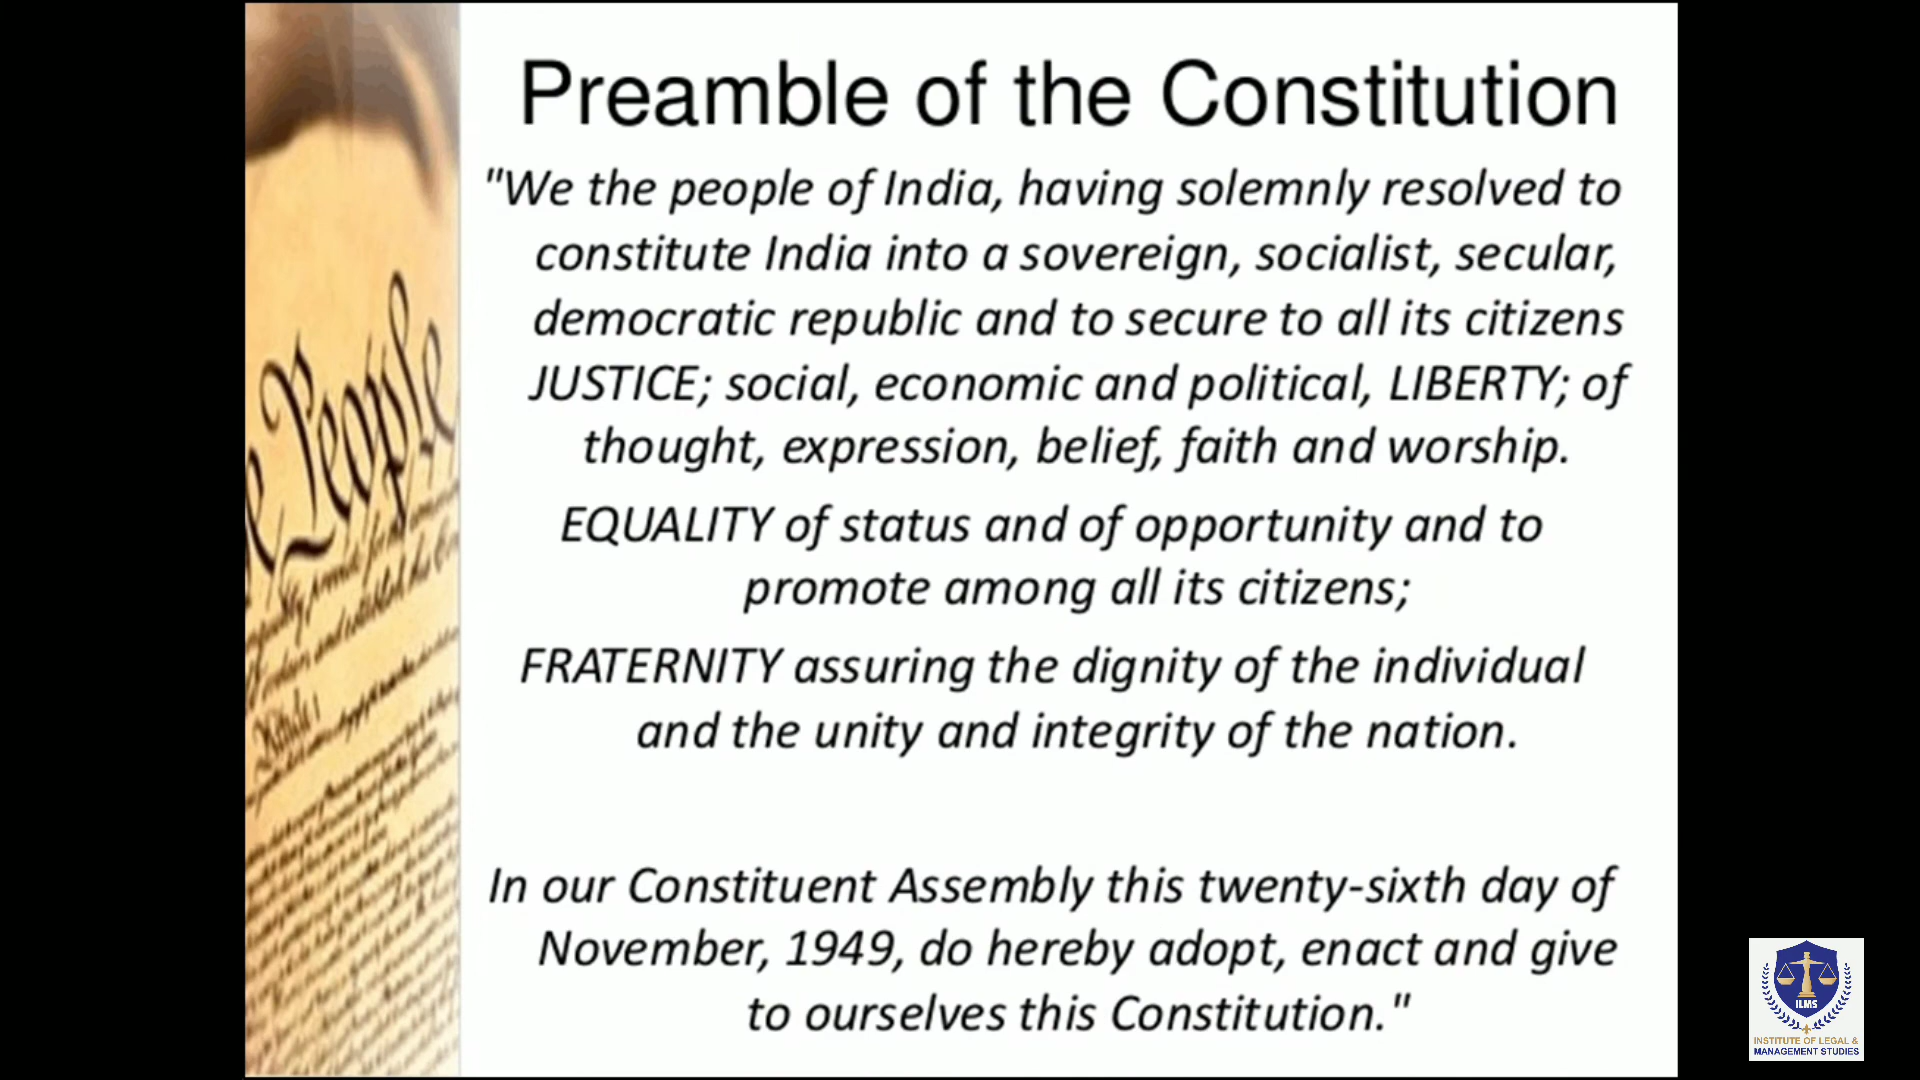 Preamble of the Constitution
"We the people of India, having solemnly resolved to
constitute India into a sovereign, socialist, secular,
democratic republic and to secure to all its citizens
JUSTICE; social, economic and political, LIBERTY; of
thought, expression, belief, faith and worship.
EQUALITY of status and of opportunity and to
promote among all its citizens;
FRATERNITY assuring the dignity of the individual
and the unity and integrity of the nation.
In our Constituent Assembly this twenty-sixth day of
November, 1949, do hereby adopt, enact and give
to ourselves this Constitution."
People
ILMS
INSTITUTE OF LEGAL &
MANAGEMENT STUDIES